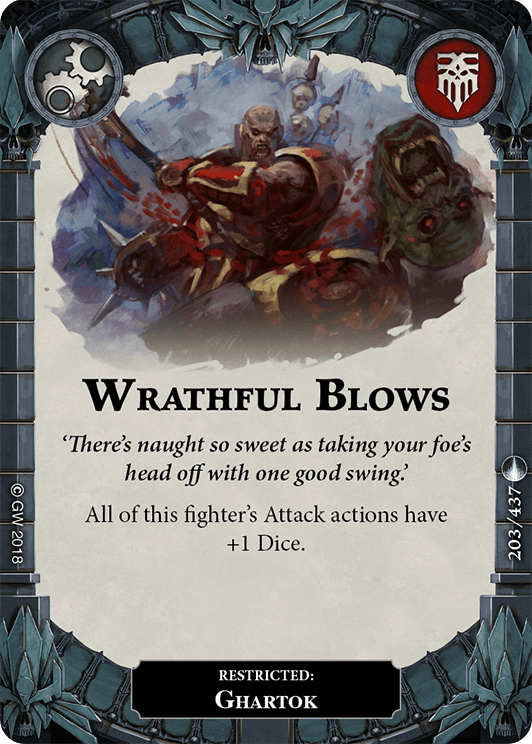 WRATHFUL BLOWS
‘There’s naught so sweet as taking your foe’s
head off with one good swing.’
All of this fighter’s Attack actions have
+1 Dice.
© GW 2018
203/437
RESTRICTED:
GHARTOK